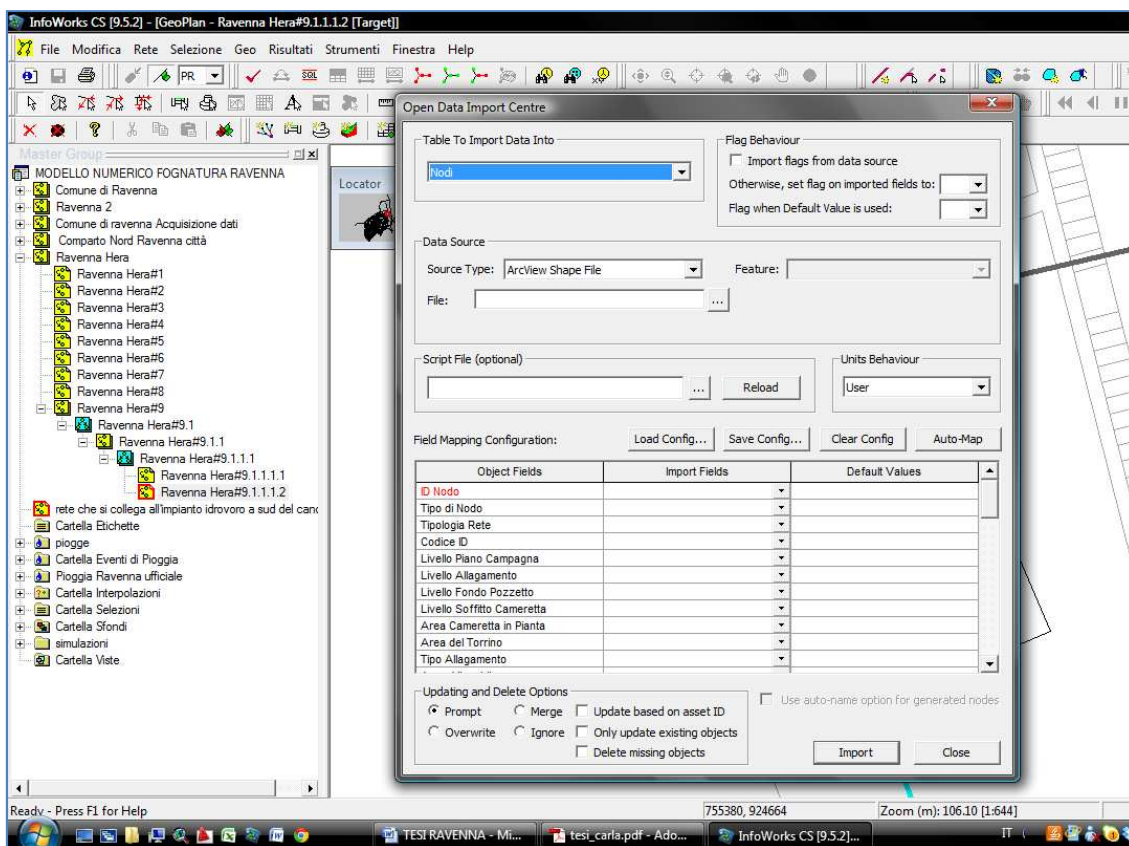 InfoWorks CS [9.5.2] - [GeoPlan - Ravenna Hera#9.1.1.1.2 [Target]]
File Modifica Rete Selezione Geo Risultati Strumenti Finestra Help
PR
SQL
Master Group
MODELLO NUMERICO FOGNATURA RAVENNA
Comune di Ravenna
Ravenna 2
Comune di ravenna Acquisizione dati
Comparto Nord Ravenna città
Ravenna Hera
Ravenna Hera#1
Ravenna Hera#2
Ravenna Hera#3
Ravenna Hera#4
Ravenna Hera#5
Ravenna Hera#6
Ravenna Hera#7
Ravenna Hera#8
Ravenna Hera#9
Ravenna Hera#9.1
Ravenna Hera#9.1.1
Ravenna Hera#9.1.1.1
Ravenna Hera#9.1.1.1.1
Ravenna Hera#9.1.1.1.2
rete che si collega all'impianto idrovoro a sud del can
Cartella Etichette
piogge
Cartella Eventi di Pioggia
Pioggia Ravenna ufficiale
Cartella Interpolazioni
Cartella Selezioni
Cartella Sfondi
simulazioni
Cartella Viste
Locator
Open Data Import Centre
Table To Import Data Into
Nodi
Flag Behaviour
Import flags from data source
Otherwise, set flag on imported fields to:
Flag when Default Value is used:
Data Source
Source Type: ArcView Shape File Feature:
File: ...
Script File (optional)
... Reload
Units Behaviour
User
Field Mapping Configuration: Load Config... Save Config... Clear Config Auto-Map
Object Fields Import Fields Default Values
ID Nodo
Tipo di Nodo
Tipologia Rete
Codice ID
Livello Piano Campagna
Livello Allagamento
Livello Fondo Pozzetto
Livello Soffitto Cameretta
Area Cameretta in Pianta
Area del Torrino
Tipo Allagamento
Updating and Delete Options
Prompt Merge Update based on asset ID
Overwrite Ignore Only update existing objects
Delete missing objects
Use auto-name option for generated nodes
Import Close
Ready - Press F1 for Help 755380, 924664 Zoom (m): 106.10 [1:644]
TESI RAVENNA - Mi... tesi_carla.pdf - Ado... InfoWorks CS [9.5.2]... IT